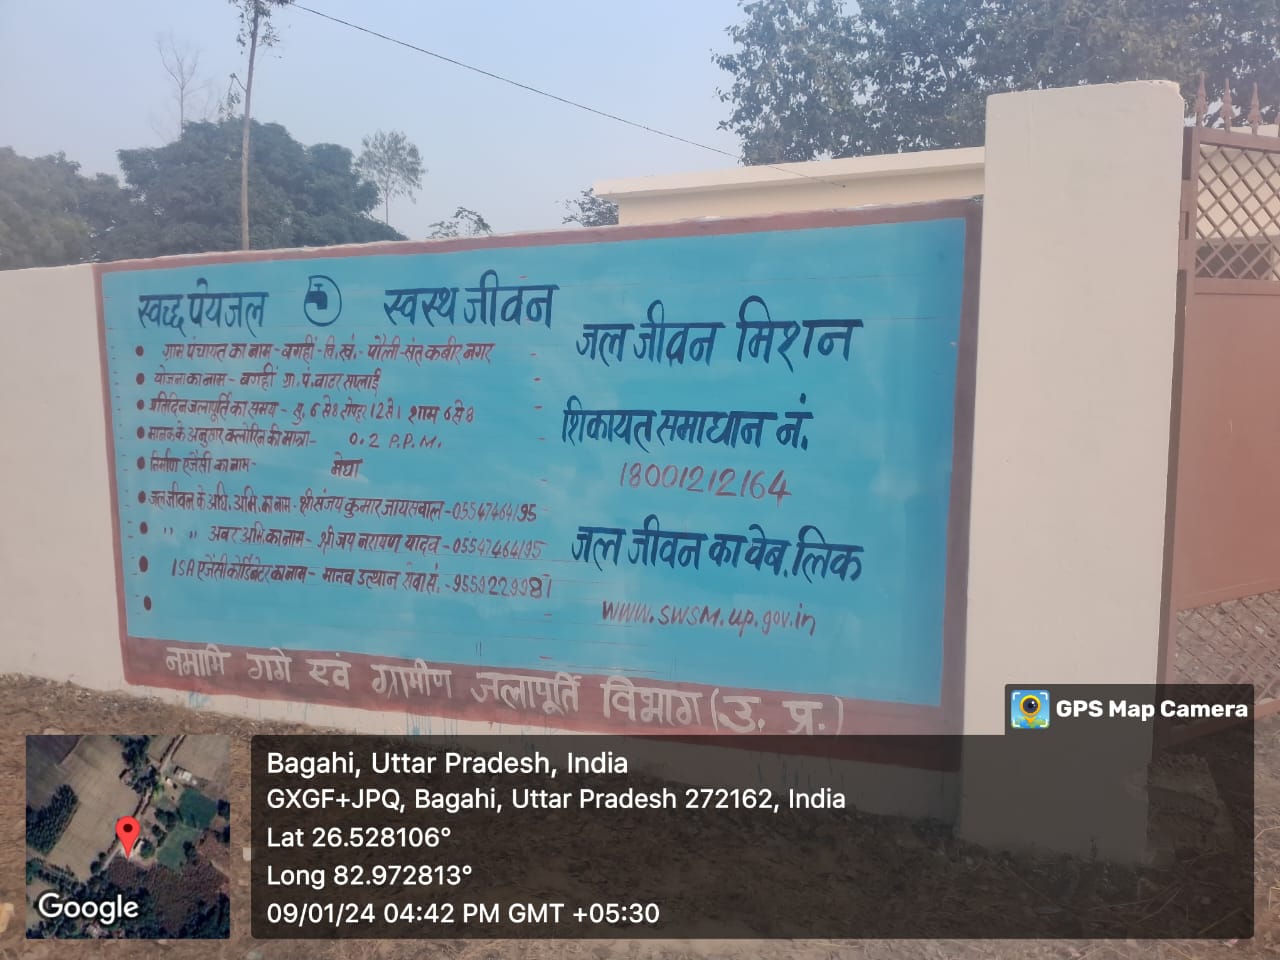 स्वच्छ पेयजल स्वस्थ जीवन
• ग्राम पंचायत का नाम - बगहीं - वि.खं. - पौली - संत कबीर नगर
• योजना का नाम - बगहीं ग्रा. पं. वाटर सप्लाई
• प्रतिदिन जलापूर्ति का समय - सु. 6 से 8 दोपहर 12 से 1 शाम 6 से 8
• मानक के अनुसार क्लोरिन की मात्रा - 0.2 P.P.M.
• निर्माण एजेंसी का नाम - मेघा
• जल जीवन के अधि. अभि. का नाम - श्री संजय कुमार जायसवाल - 05547464195
• " " अवर अभि. का नाम - श्री जय नारायण यादव - 05547464195
• ISA एजेंसी कोर्डिनेटर का नाम - मानव उत्थान सेवा सं. - 9559229981
•
जल जीवन मिशन
शिकायत समाधान नं.
18001212164
जल जीवन का वेब. लिक
www.swsm.up.gov.in
नमामि गंगे एवं ग्रामीण जलापूर्ति विभाग (उ. प्र.)
GPS Map Camera
Bagahi, Uttar Pradesh, India
GXGF+JPQ, Bagahi, Uttar Pradesh 272162, India
Lat 26.528106°
Long 82.972813°
09/01/24 04:42 PM GMT +05:30
Google